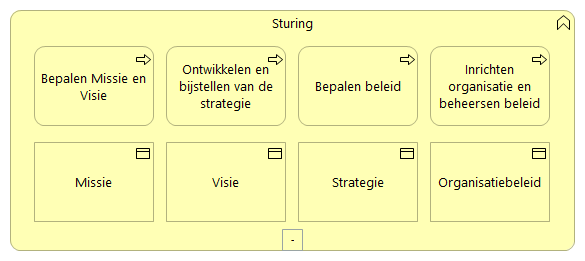 Sturing
Bepalen Missie en
Visie
Ontwikkelen en
bijstellen van de
strategie
Bepalen beleid
Inrichten
organisatie en
beheersen beleid
Missie
Visie
Strategie
Organisatiebeleid
-